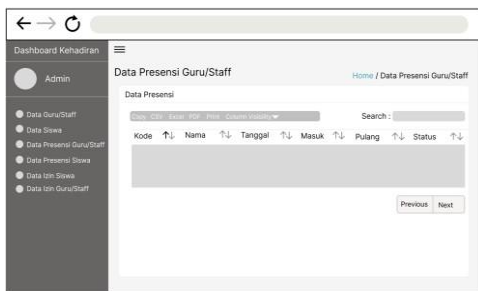 Dashboard Kehadiran
Admin
Data Guru/Staff
Data Siswa
Data Presensi Guru/Staff
Data Presensi Siswa
Data Izin Siswa
Data Izin Guru/Staff
Data Presensi Guru/Staff
Home / Data Presensi Guru/Staff
Data Presensi
Copy CSV Excel PDF Print Column Visibility
Search :
Kode Nama Tanggal Masuk Pulang Status
Previous Next